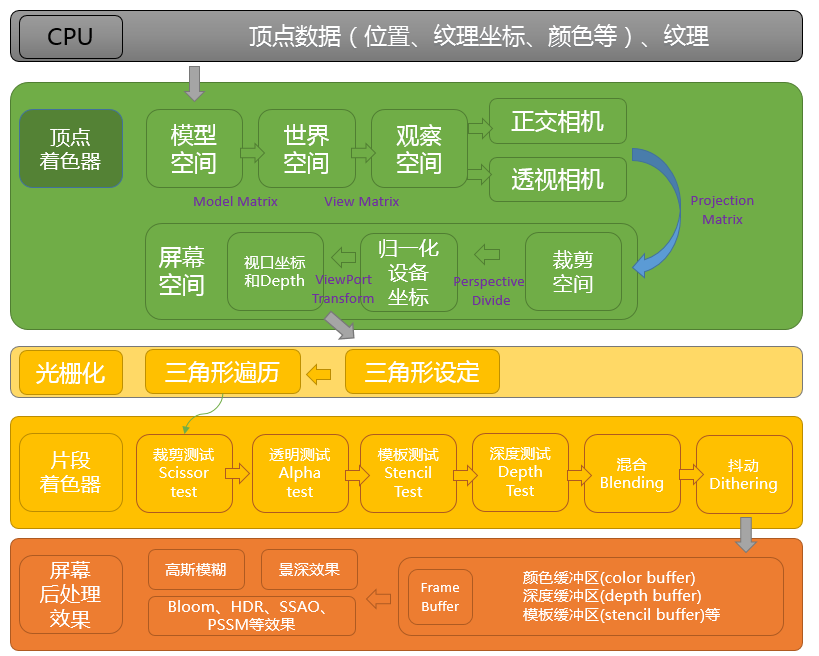 CPU
顶点数据（位置、纹理坐标、颜色等）、纹理
顶点
着色器
模型
空间
世界
空间
观察
空间
正交相机
透视相机
Model Matrix
View Matrix
Projection
Matrix
屏幕
空间
视口坐标
和Depth
ViewPort
Transform
归一化
设备
坐标
Perspective
Divide
裁剪
空间
光栅化
三角形遍历
三角形设定
片段
着色器
裁剪测试
Scissor
test
透明测试
Alpha
test
模板测试
Stencil
Test
深度测试
Depth
Test
混合
Blending
抖动
Dithering
屏幕
后处理
效果
高斯模糊
景深效果
Bloom、HDR、SSAO、
PSSM等效果
Frame
Buffer
颜色缓冲区(color buffer)
深度缓冲区(depth buffer)
模板缓冲区(stencil buffer)等